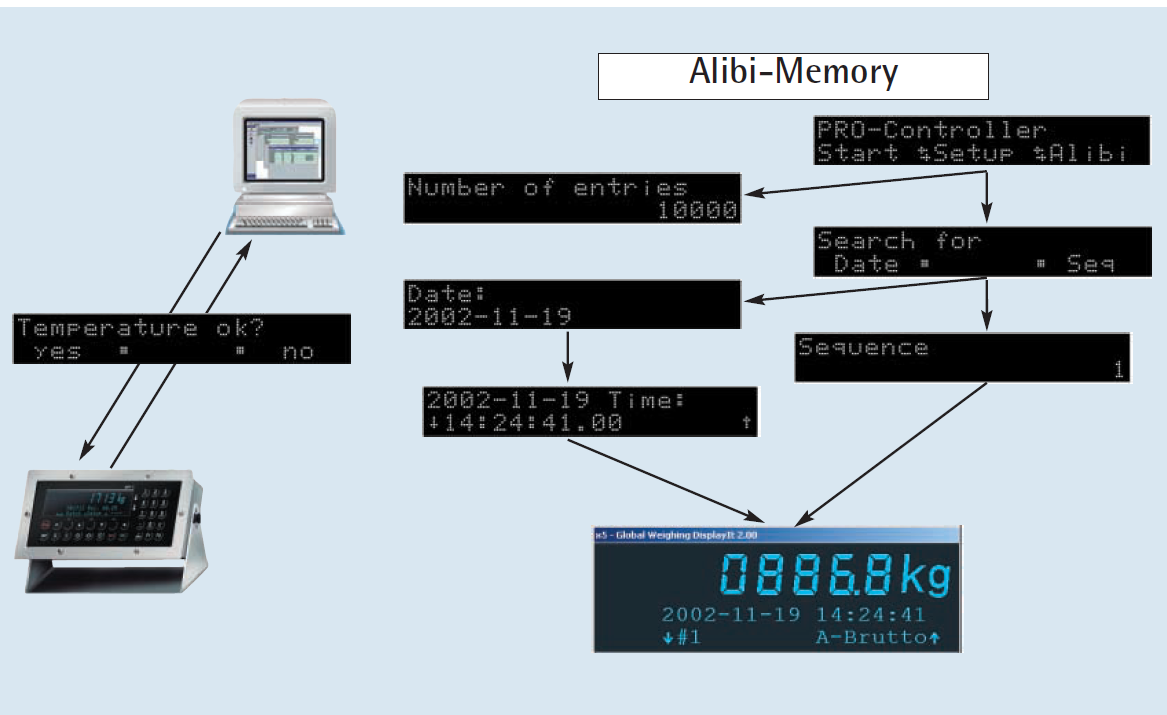 Alibi-Memory
PRO-Controller
Start ⇆Setup ⇆Alibi
Number of entries
10000
Search for
Date ▪ ▪ Seq
Date:
2002-11-19
Sequence
1
2002-11-19 Time:
↓14:24:41.00 ↑
Temperature ok?
yes ▪ ▪ no
1713 kg
x5 - Global Weighing DisplayIt 2.00
0886.8 kg
2002-11-19 14:24:41
↓#1 A-Brutto↑